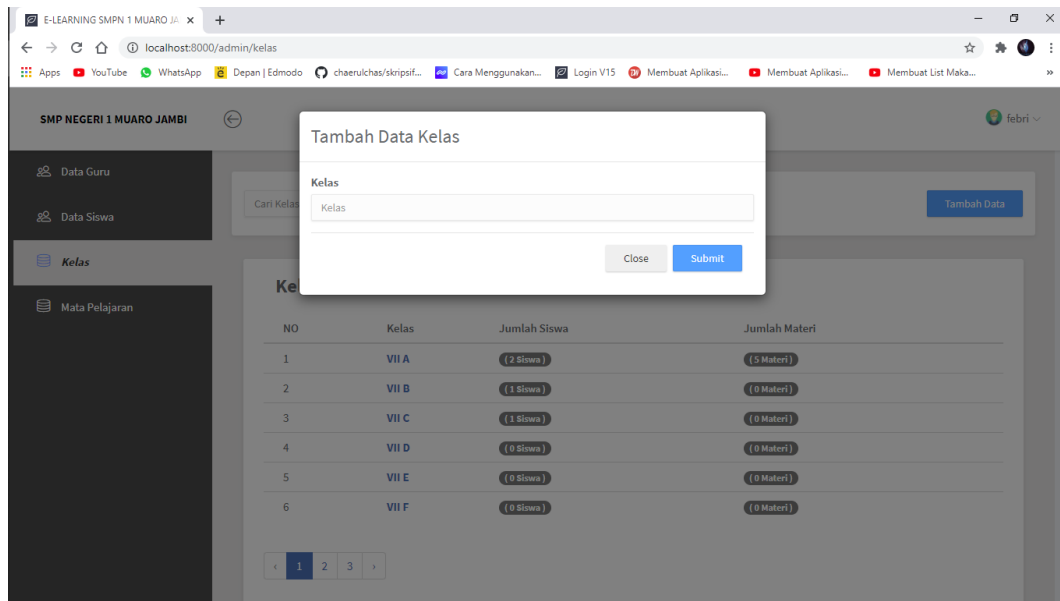 E-LEARNING SMPN 1 MUARO JA
localhost:8000/admin/kelas
Apps YouTube WhatsApp Depan | Edmodo chaerulchas/skripsif... Cara Menggunakan... Login V15 Membuat Aplikasi... Membuat Aplikasi... Membuat List Maka... »
SMP NEGERI 1 MUARO JAMBI
febri
Data Guru
Data Siswa
Kelas
Mata Pelajaran
Tambah Data Kelas
Kelas
Kelas
Close Submit
Cari Kelas
Tambah Data
Kel
NO Kelas Jumlah Siswa Jumlah Materi
1 VII A ( 2 Siswa ) ( 5 Materi )
2 VII B ( 1 Siswa ) ( 0 Materi )
3 VII C ( 1 Siswa ) ( 0 Materi )
4 VII D ( 0 Siswa ) ( 0 Materi )
5 VII E ( 0 Siswa ) ( 0 Materi )
6 VII F ( 0 Siswa ) ( 0 Materi )
‹ 1 2 3 ›